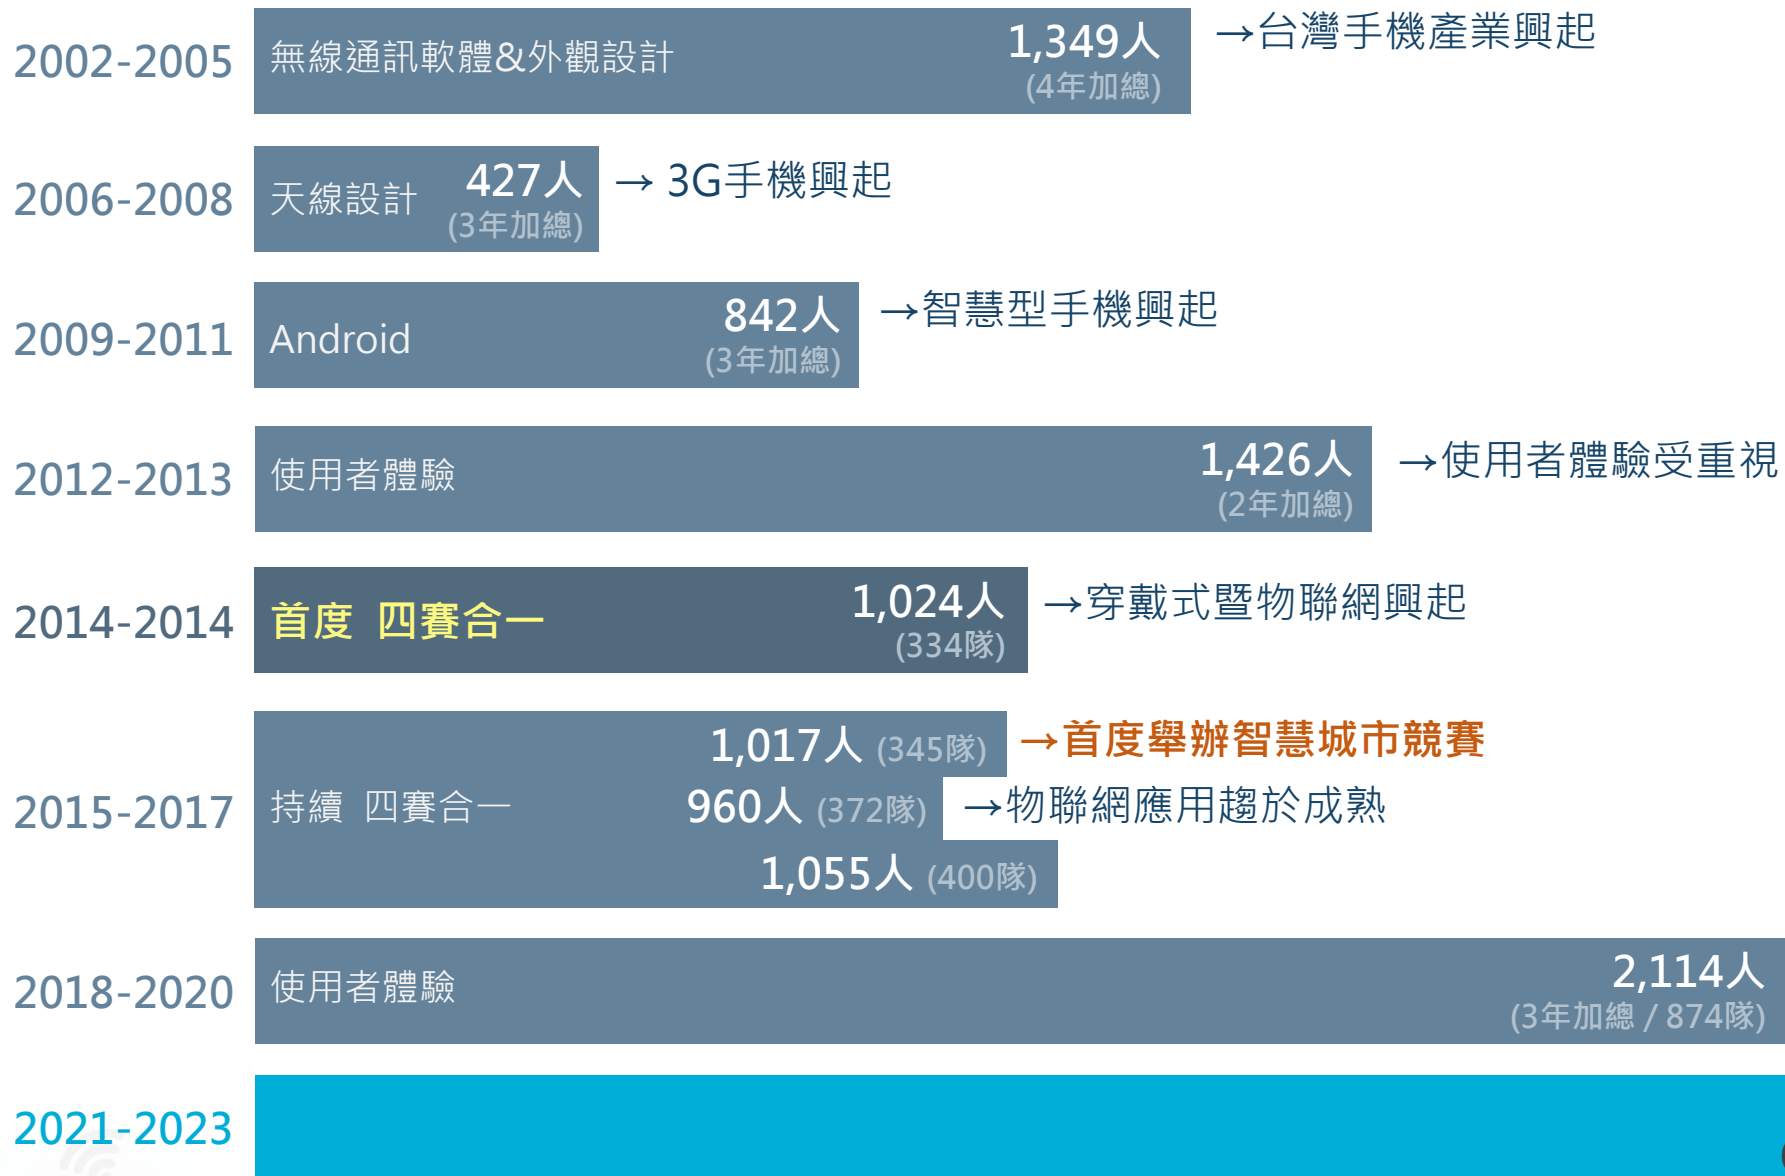 2002-2005
無線通訊軟體&外觀設計
1,349人
(4年加總)
→台灣手機產業興起
2006-2008
天線設計
427人
(3年加總)
→ 3G手機興起
2009-2011
Android
842人
(3年加總)
→智慧型手機興起
2012-2013
使用者體驗
1,426人
(2年加總)
→使用者體驗受重視
2014-2014
首度 四賽合一
1,024人
(334隊)
→穿戴式暨物聯網興起
2015-2017
持續 四賽合一
1,017人 (345隊)
→首度舉辦智慧城市競賽
960人 (372隊)
→物聯網應用趨於成熟
1,055人 (400隊)
2018-2020
使用者體驗
2,114人
(3年加總 / 874隊)
2021-2023